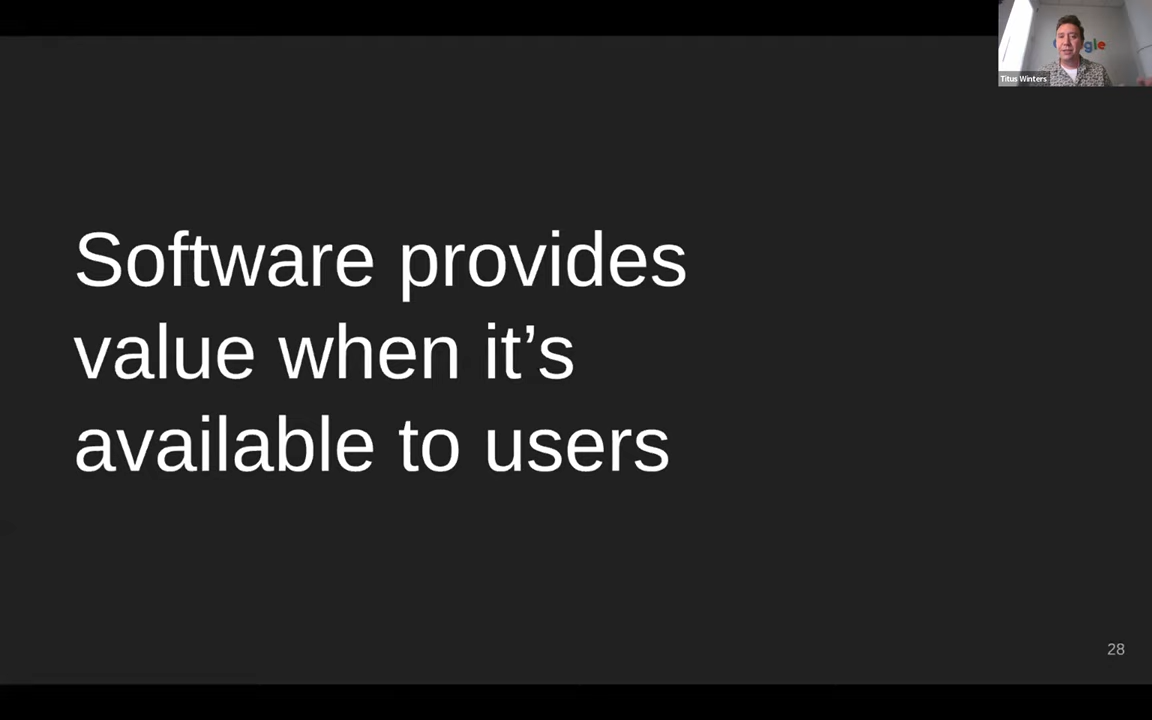 Titus Winters
Software provides
value when it’s
available to users
28